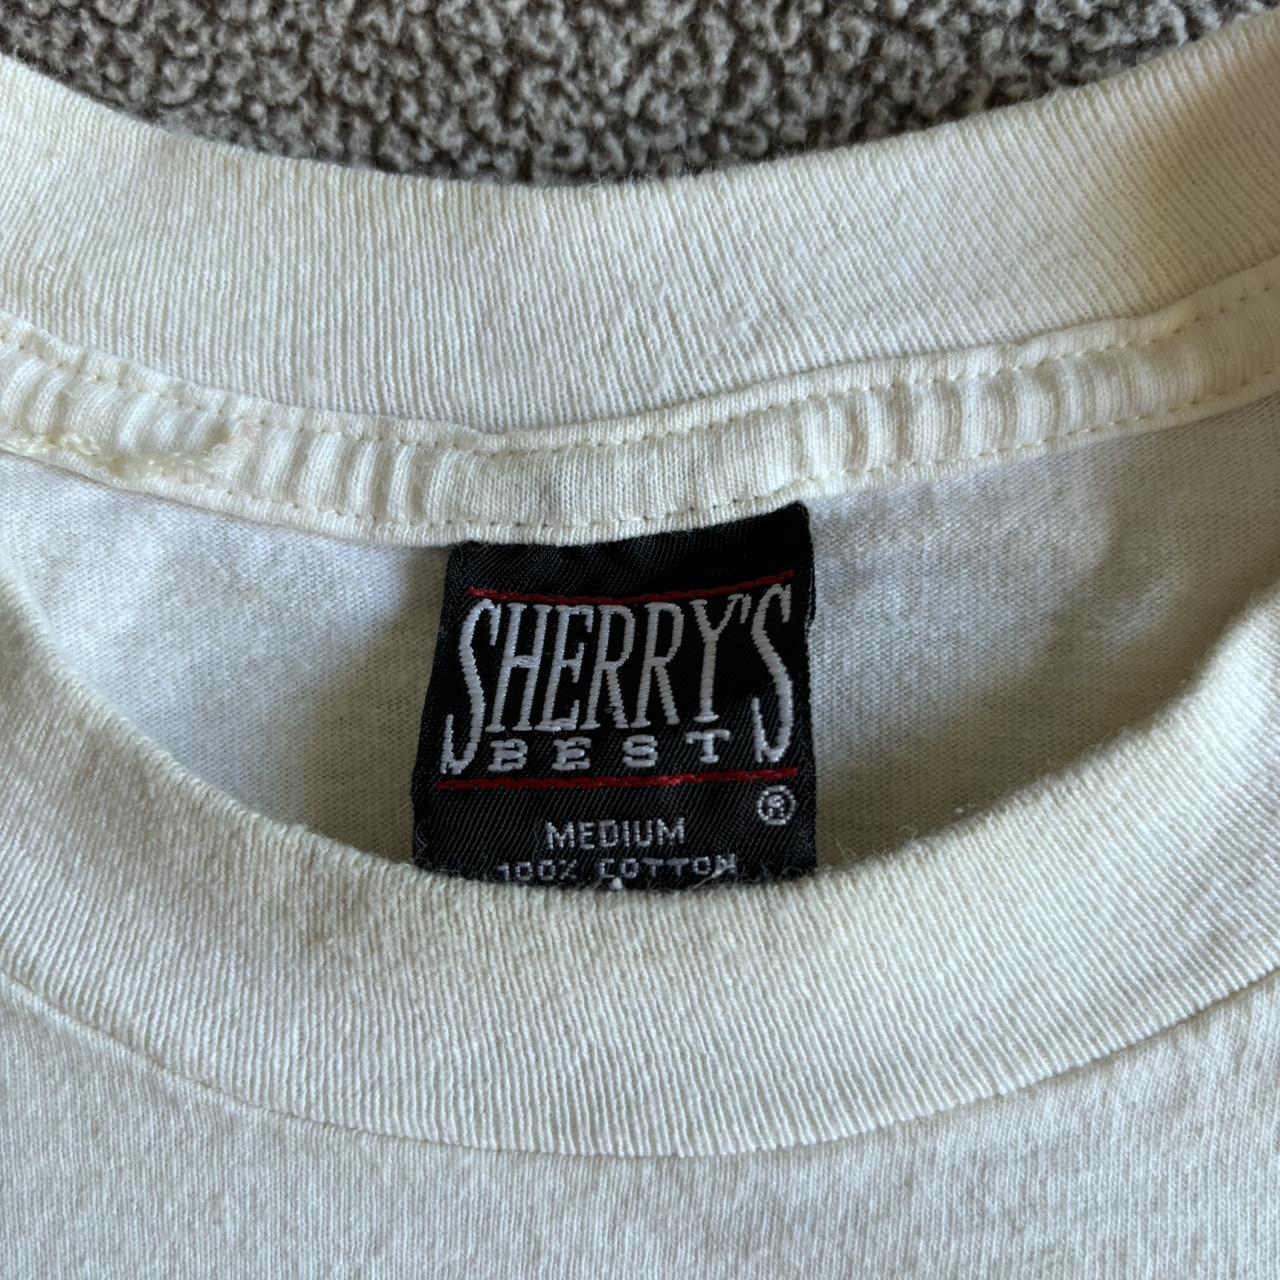 SHERRY'S
BEST
®
MEDIUM
100% COTTON